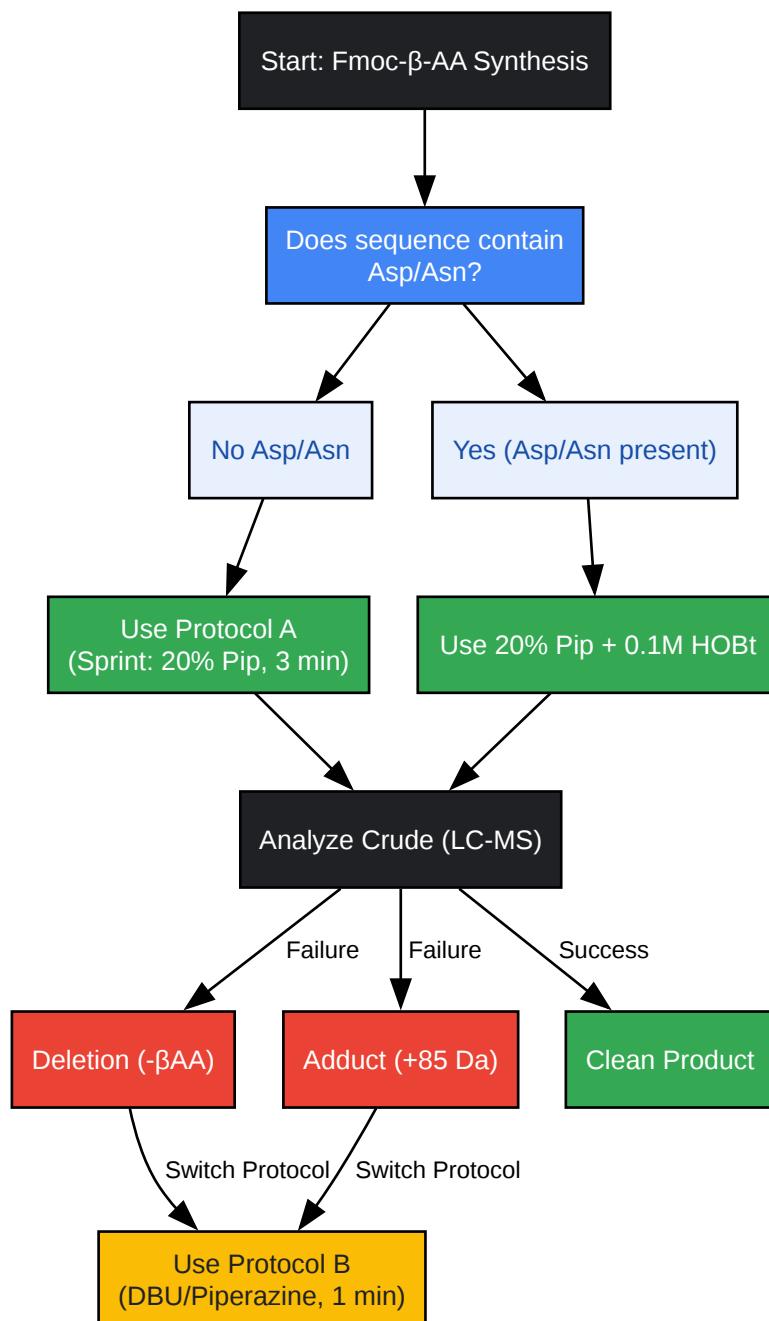 Start: Fmoc-β-AA Synthesis
Does sequence contain
Asp/Asn?
No Asp/Asn
Yes (Asp/Asn present)
Use Protocol A
(Sprint: 20% Pip, 3 min)
Use 20% Pip + 0.1M HOBt
Analyze Crude (LC-MS)
Failure
Failure
Success
Deletion (-βAA)
Adduct (+85 Da)
Clean Product
Switch Protocol
Switch Protocol
Use Protocol B
(DBU/Piperazine, 1 min)